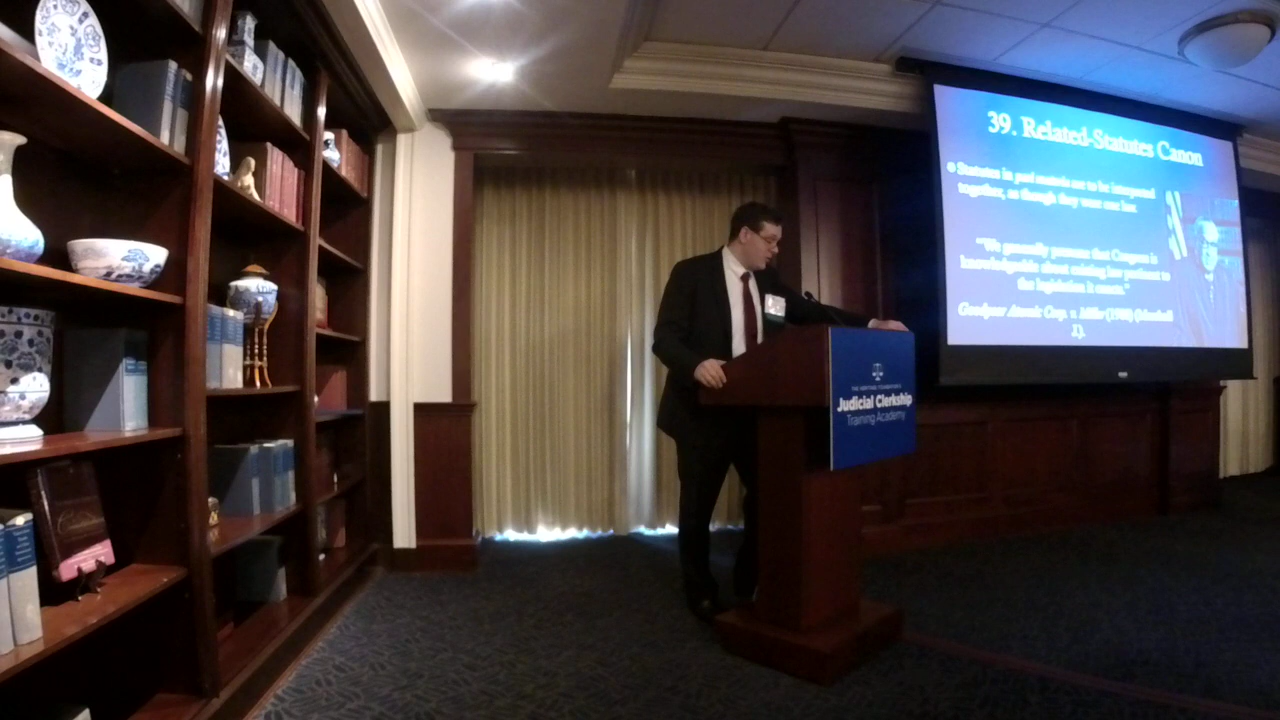 39. Related-Statutes Canon
Statutes in pari materia are to be interpreted
together, as though they were one law.
"We generally presume that Congress is
knowledgeable about existing law pertinent to
the legislation it enacts."
Goodyear Atomic Corp. v. Miller (1988) (Marshall
J.).
THE HERITAGE FOUNDATION'S
Judicial Clerkship
Training Academy